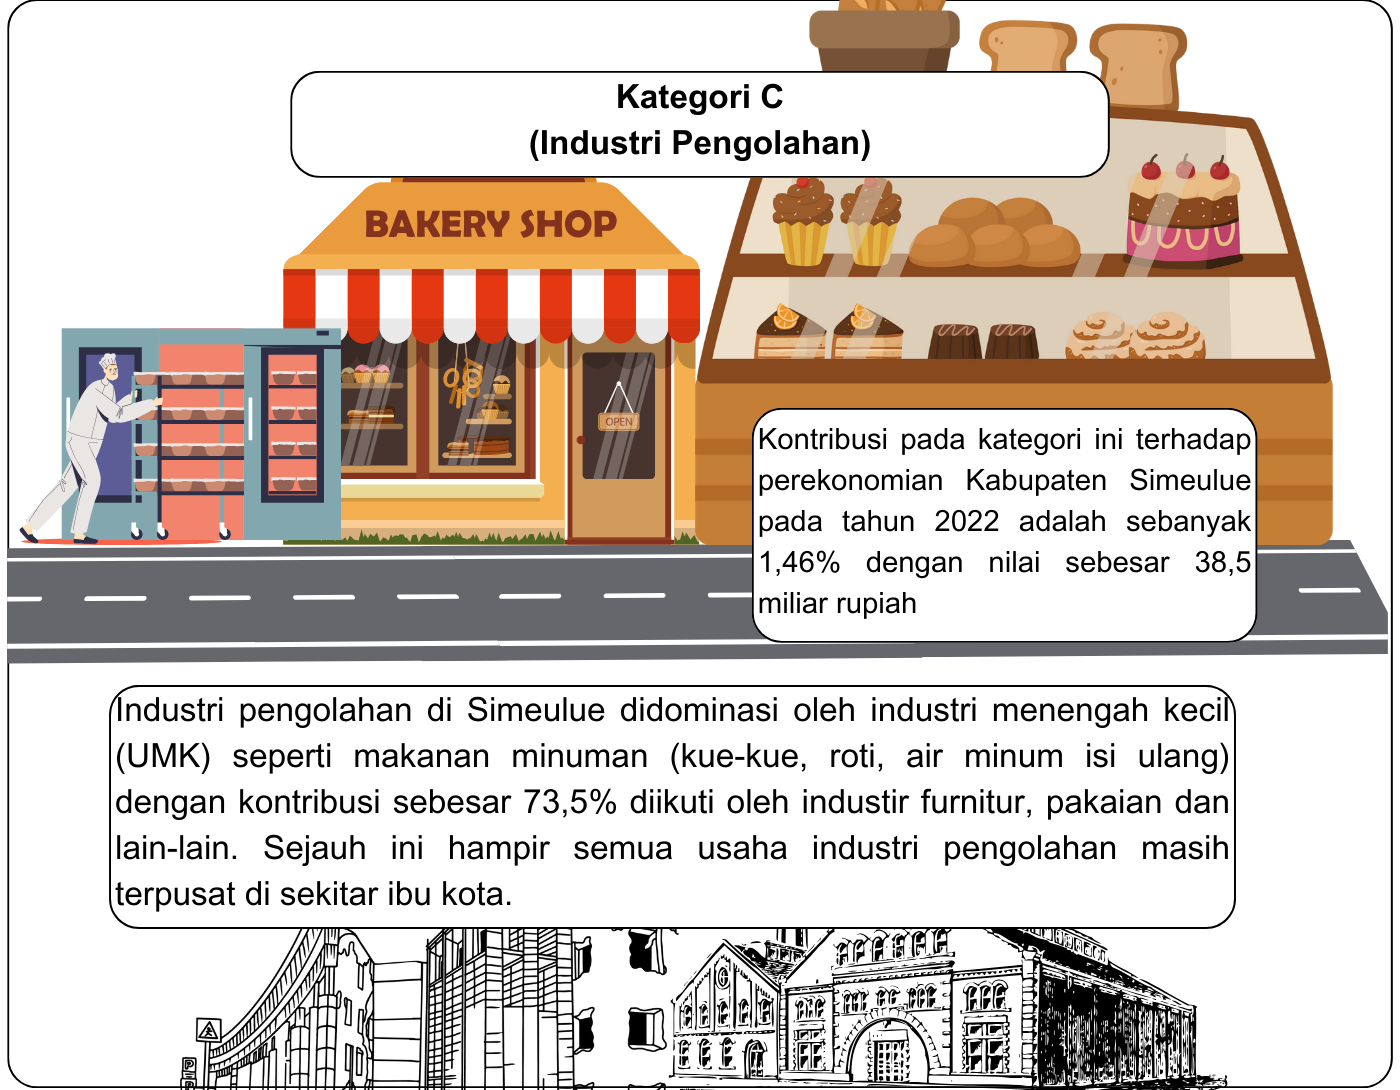 Kategori C
(Industri Pengolahan)
BAKERY SHOP
OPEN
Kontribusi pada kategori ini terhadap
perekonomian Kabupaten Simeulue
pada tahun 2022 adalah sebanyak
1,46% dengan nilai sebesar 38,5
miliar rupiah
Industri pengolahan di Simeulue didominasi oleh industri menengah kecil
(UMK) seperti makanan minuman (kue-kue, roti, air minum isi ulang)
dengan kontribusi sebesar 73,5% diikuti oleh industir furnitur, pakaian dan
lain-lain. Sejauh ini hampir semua usaha industri pengolahan masih
terpusat di sekitar ibu kota.
P